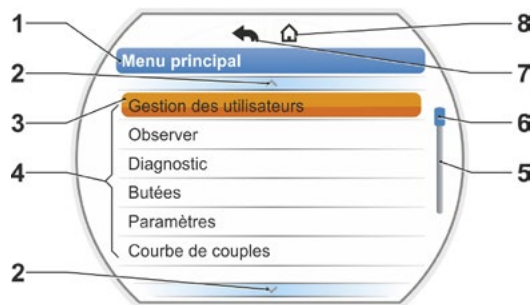 1
8
Menu principal
7
2
Gestion des utilisateurs
3
6
Observer
Diagnostic
4
5
Butées
Paramètres
Courbe de couples
2